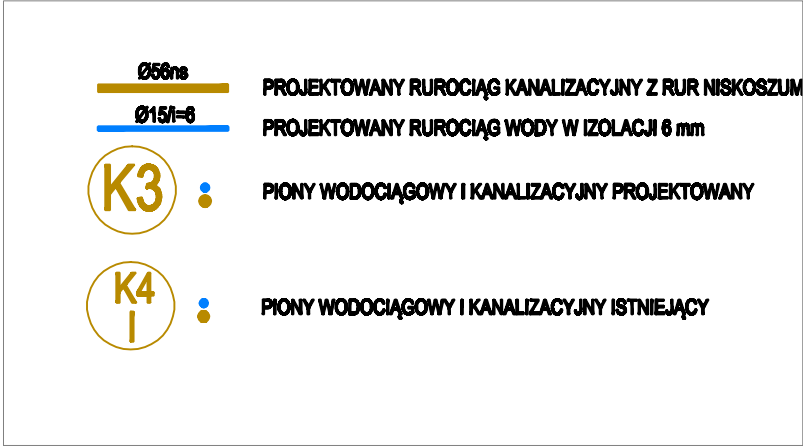 Ø56ns
PROJEKTOWANY RUROCIĄG KANALIZACYJNY Z RUR NISKOSZUM
Ø15/i=6
PROJEKTOWANY RUROCIĄG WODY W IZOLACJI 6 mm
K3
PIONY WODOCIĄGOWY I KANALIZACYJNY PROJEKTOWANY
K4
I
PIONY WODOCIĄGOWY I KANALIZACYJNY ISTNIEJĄCY